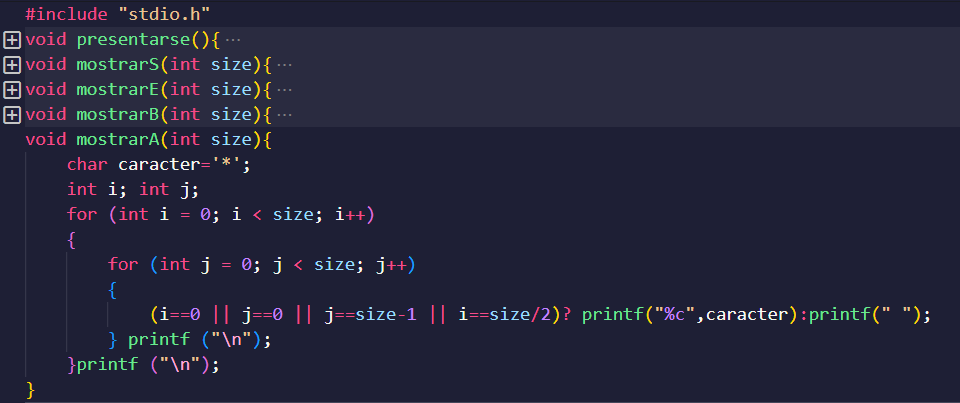 #include "stdio.h"
void presentarse(){ ···
void mostrarS(int size){ ···
void mostrarE(int size){ ···
void mostrarB(int size){ ···
void mostrarA(int size){
    char caracter='*';
    int i; int j;
    for (int i = 0; i < size; i++)
    {
        for (int j = 0; j < size; j++)
        {
            (i==0 || j==0 || j==size-1 || i==size/2)? printf("%c",caracter):printf(" ");
        } printf ("\n");
    }printf ("\n");
}